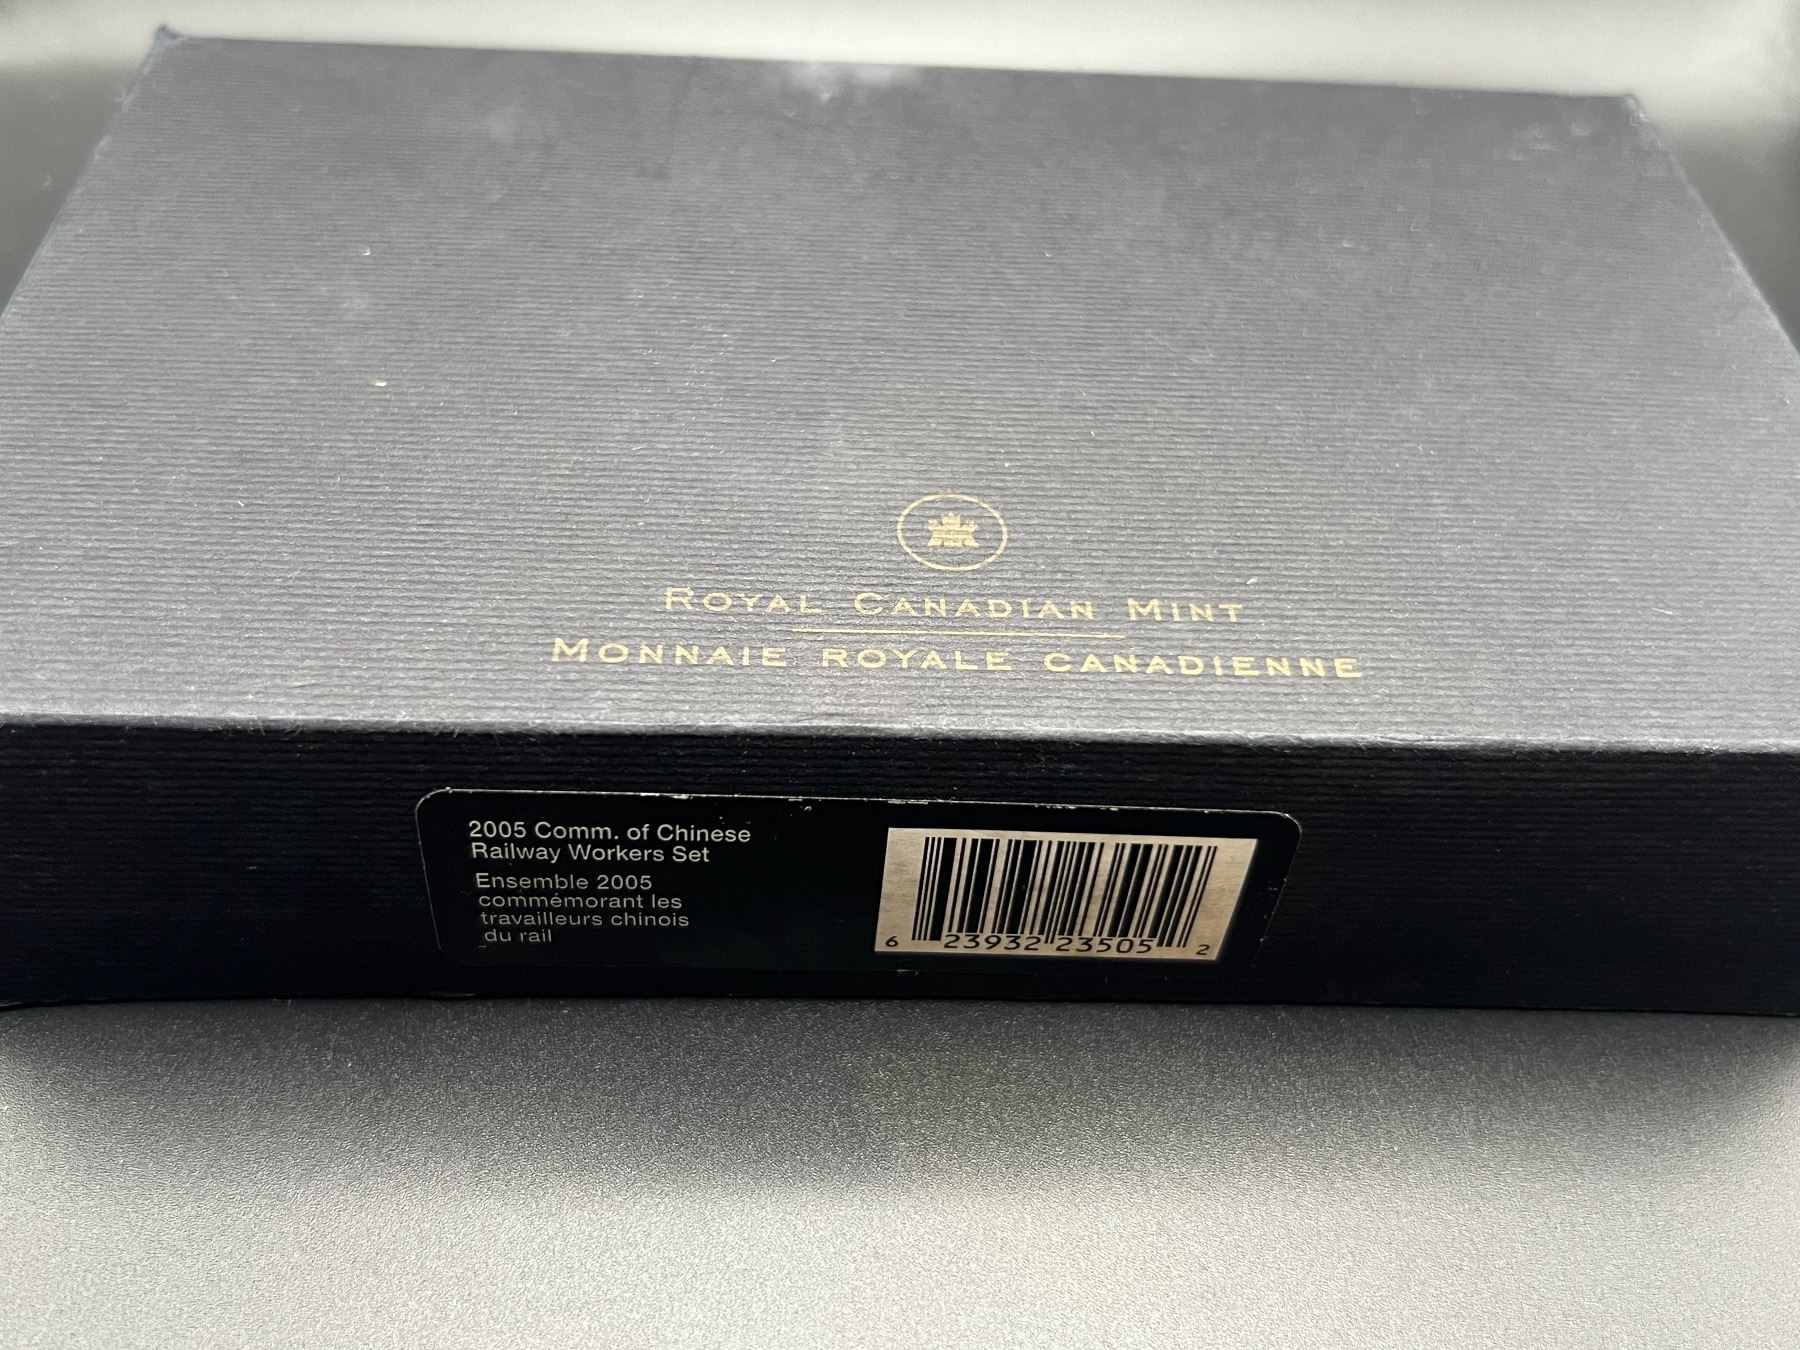 ROYAL CANADIAN MINT
MONNAIE ROYALE CANADIENNE
2005 Comm. of Chinese
Railway Workers Set
Ensemble 2005
commémorant les
travailleurs chinois
du rail
6 23932 23505 2